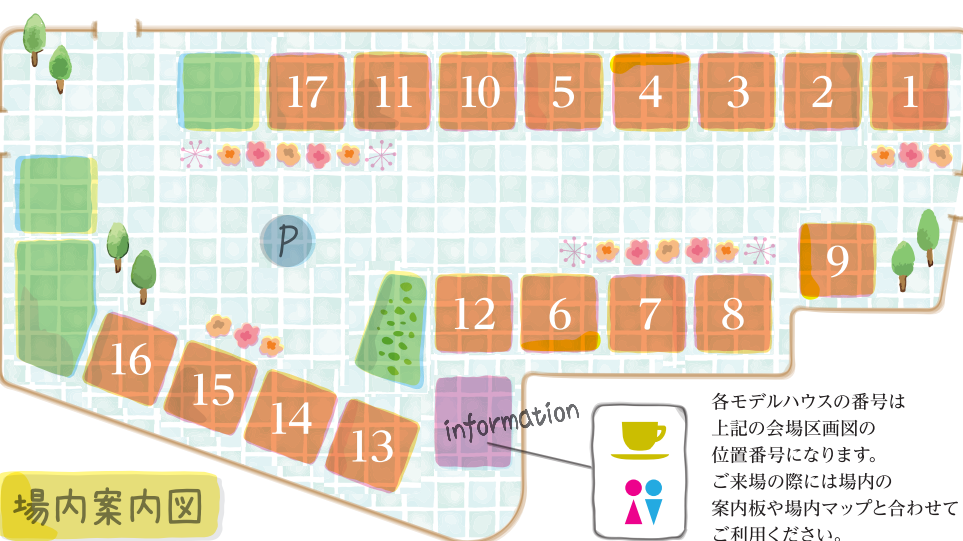 17 11 10 5 4 3 2 1
P
9
12 6 7 8
16
15
14
13
information
各モデルハウスの番号は
上記の会場区画図の
位置番号になります。
ご来場の際には場内の
案内板や場内マップと合わせて
ご利用ください。
場内案内図